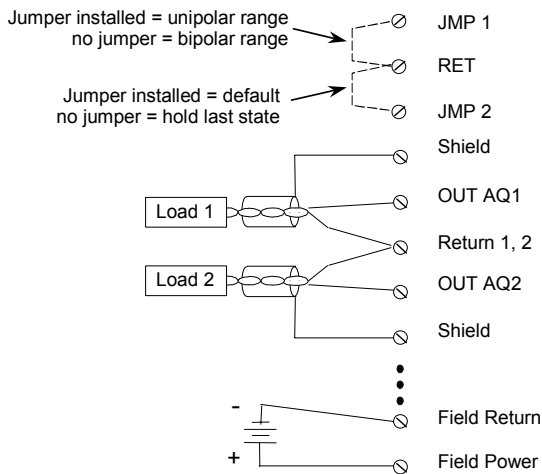 Jumper installed = unipolar range
no jumper = bipolar range
JMP 1
RET
Jumper installed = default
no jumper = hold last state
JMP 2
Shield
Load 1
OUT AQ1
Return 1, 2
Load 2
OUT AQ2
Shield
-
Field Return
+
Field Power